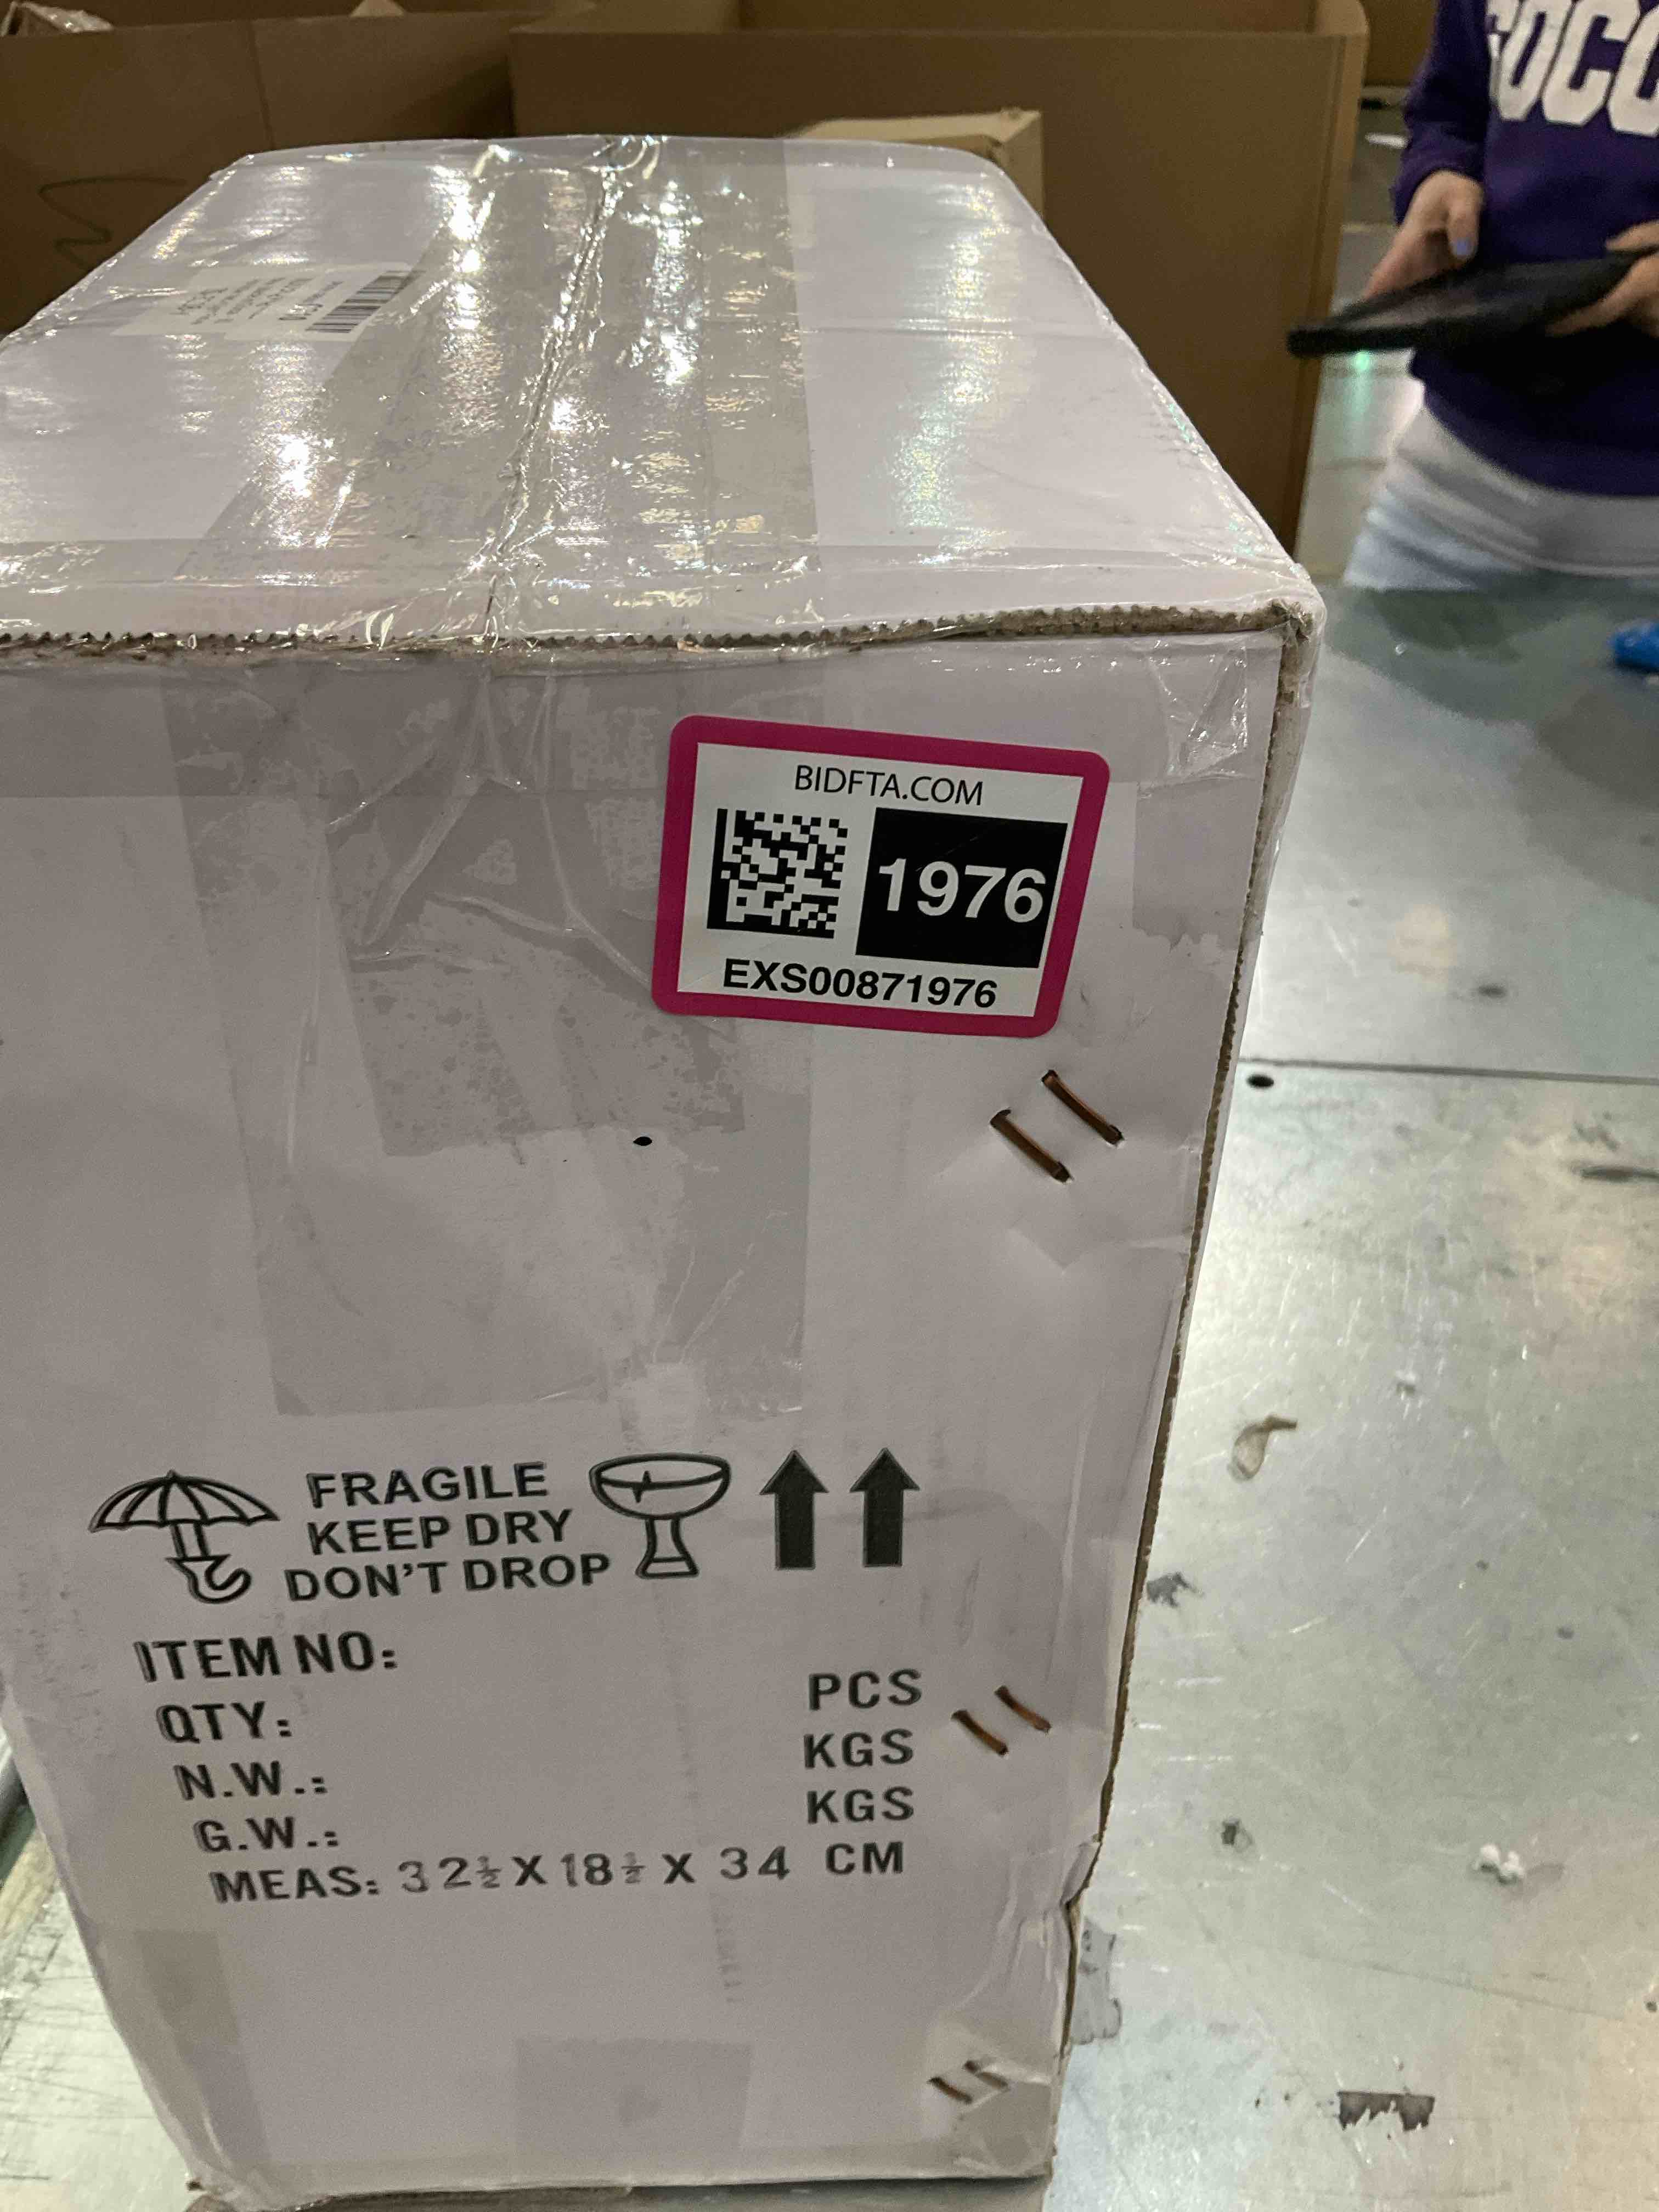 BIDFTA.COM
1976
EXS00871976
FRAGILE
KEEP DRY
DON'T DROP
ITEM NO:
QTY: PCS
N.W.: KGS
G.W.: KGS
MEAS: 32½ X 18½ X 34 CM